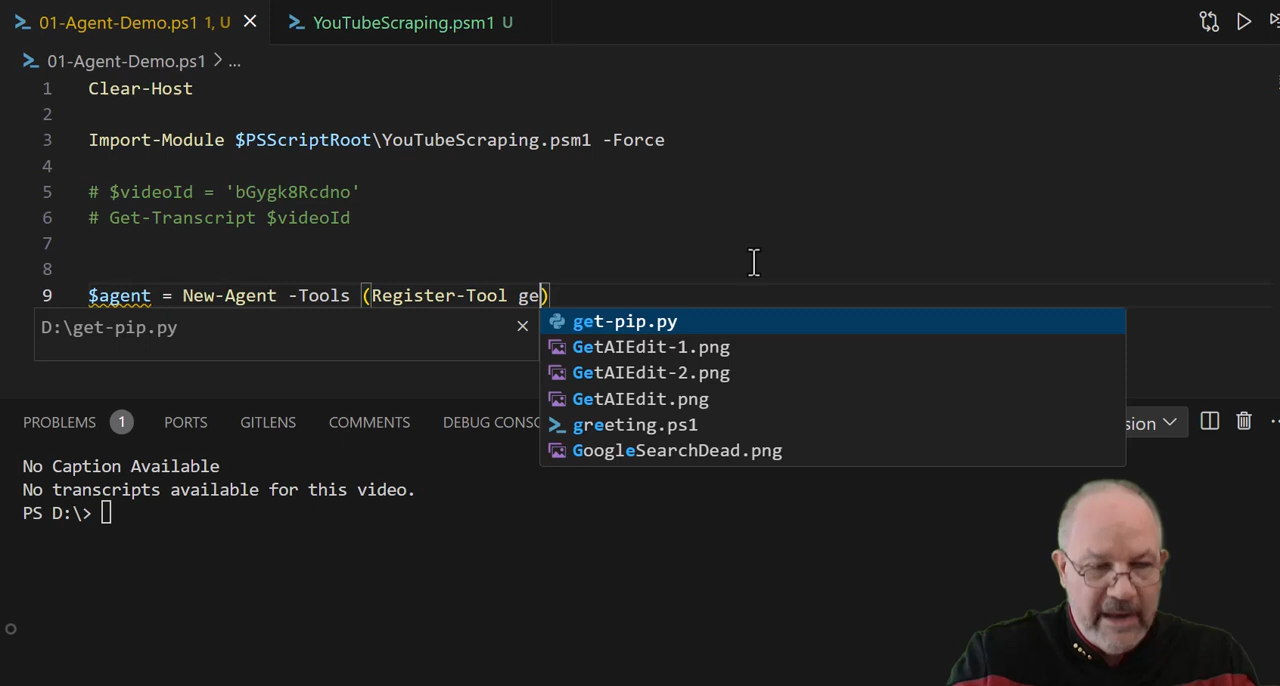 01-Agent-Demo.ps1 1, U
YouTubeScraping.psm1 U
01-Agent-Demo.ps1 > ...
1 Clear-Host
2
3 Import-Module $PSScriptRoot\YouTubeScraping.psm1 -Force
4
5 # $videoId = 'bGygk8Rcdno'
6 # Get-Transcript $videoId
7
8
9 $agent = New-Agent -Tools (Register-Tool ge)
D:\get-pip.py
get-pip.py
GetAIEdit-1.png
GetAIEdit-2.png
GetAIEdit.png
greeting.ps1
GoogleSearchDead.png
PROBLEMS 1 PORTS GITLENS COMMENTS DEBUG CONSC
sion
No Caption Available
No transcripts available for this video.
PS D:\>